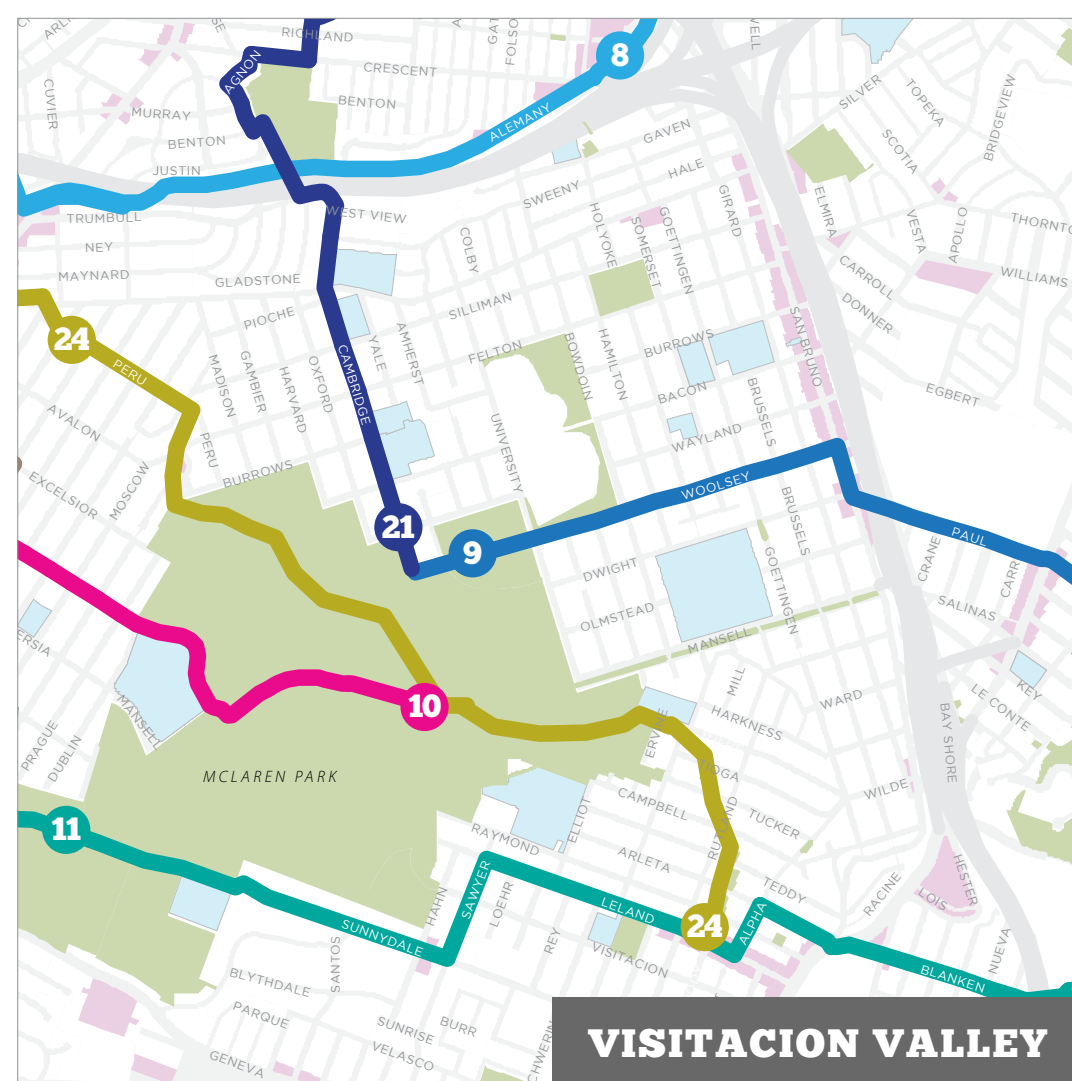 RICHLAND
AGNON
CRESCENT
BENTON
CUVIER
MURRAY
BENTON
JUSTIN
8
ALEMANY
GAVEN
HALE
SILVER
TOPEKA
SCOTIA
BRIDGEVIEW
TRUMBULL
WEST VIEW
SWEENY
HOLYOKE
SOMERSET
GOETTINGEN
GIRARD
ELMIRA
VESTA
APOLLO
NEY
MAYNARD
GLADSTONE
COLBY
CARROLL
WILLIAMS
DONNER
PIOCHE
SILLIMAN
SAN BRUNO
24
PERU
MADISON
GAMBIER
HARVARD
OXFORD
CAMBRIDGE
YALE
AMHERST
FELTON
BOWDOIN
HAMILTON
BURROWS
BACON
BRUSSELS
EGBERT
AVALON
PERU
BURROWS
UNIVERSITY
WAYLAND
EXCELSIOR
MOSCOW
WOOLSEY
BRUSSELS
21
9
PAUL
DWIGHT
GOETTINGEN
CRANE
CARR
OLMSTEAD
SALINAS
MANSELL
MANSELL
10
MILL
WARD
KEY
LE CONTE
PRAGUE
DUBLIN
ERVINE
HARKNESS
BAY SHORE
MCLAREN PARK
WILDE
CAMPBELL
TUCKER
11
RAYMOND
ELLIOT
ARLETA
RUTLAND
HAHN
SAWYER
LOEHR
LELAND
24
TEDDY
ALPHA
RACINE
LOIS
HESTER
SUNNYDALE
SANTOS
REY
VISITACION
NUEVA
BLANKEN
BLYTHDALE
PARQUE
SUNRISE
BURR
VELASCO
GENEVA
VISITACION VALLEY